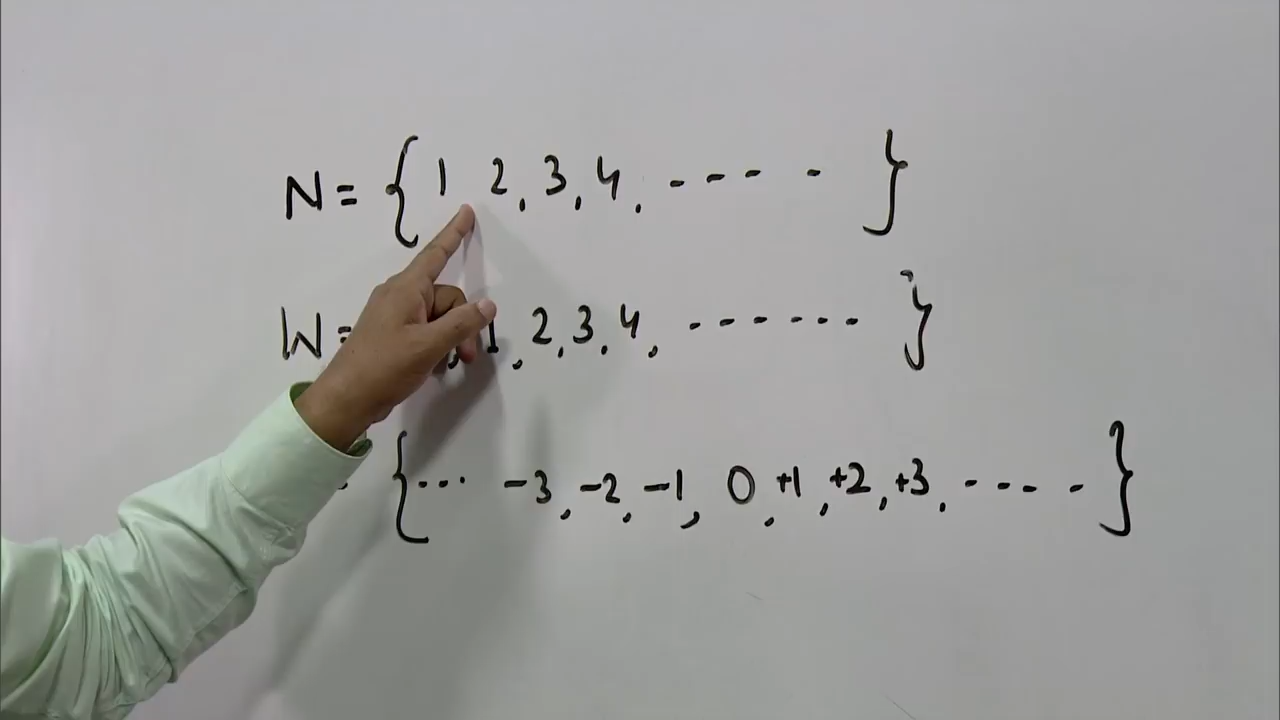 N = { 1 2, 3, 4, - - - - }
W = , 1, 2, 3, 4, - - - - - - }
{ ... -3, -2, -1, 0, +1, +2, +3, - - - - }